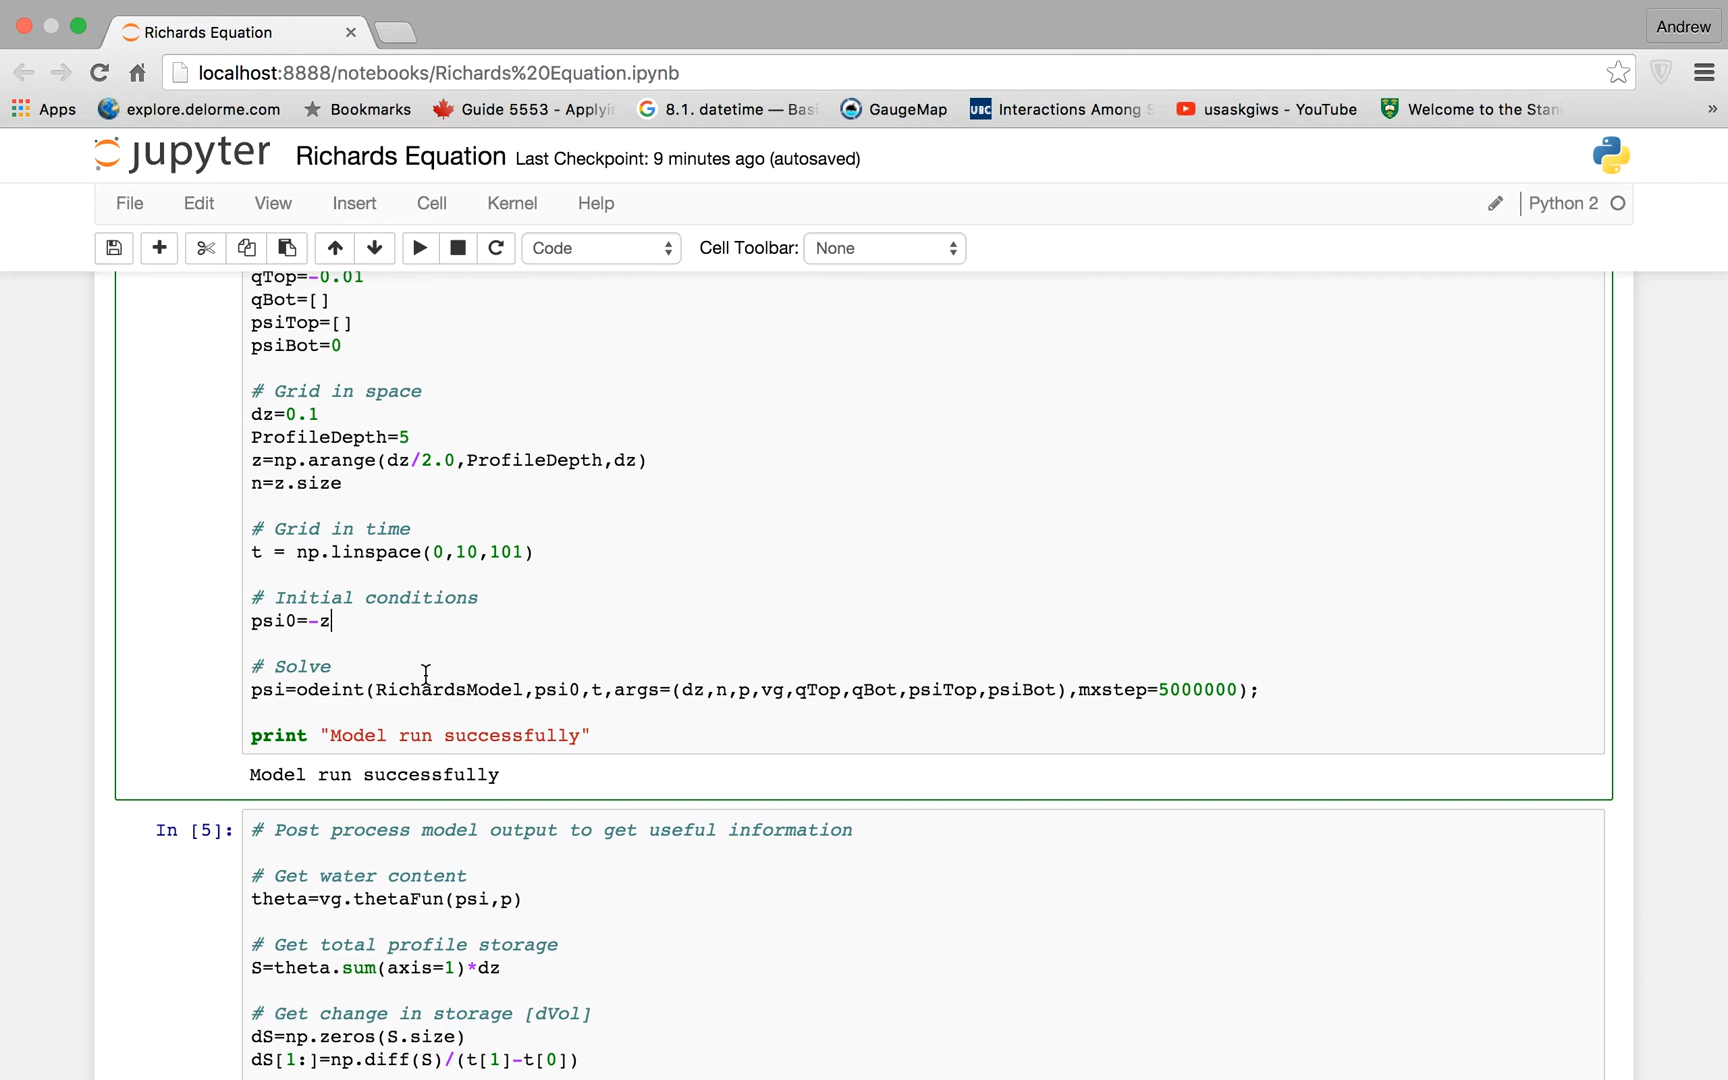 Richards Equation
Andrew
localhost:8888/notebooks/Richards%20Equation.ipynb
Apps explore.delorme.com Bookmarks Guide 5553 - Applyi 8.1. datetime — Bas GaugeMap UBC Interactions Among S usaskgiws - YouTube Welcome to the Stan »
jupyter Richards Equation Last Checkpoint: 9 minutes ago (autosaved)
File Edit View Insert Cell Kernel Help Python 2
Code Cell Toolbar: None
qTop=-0.01
qBot=[]
psiTop=[]
psiBot=0
# Grid in space
dz=0.1
ProfileDepth=5
z=np.arange(dz/2.0,ProfileDepth,dz)
n=z.size
# Grid in time
t = np.linspace(0,10,101)
# Initial conditions
psi0=-z
# Solve
psi=odeint(RichardsModel,psi0,t,args=(dz,n,p,vg,qTop,qBot,psiTop,psiBot),mxstep=5000000);
print "Model run successfully"
Model run successfully
In [5]: # Post process model output to get useful information
# Get water content
theta=vg.thetaFun(psi,p)
# Get total profile storage
S=theta.sum(axis=1)*dz
# Get change in storage [dVol]
dS=np.zeros(S.size)
dS[1:]=np.diff(S)/(t[1]-t[0])